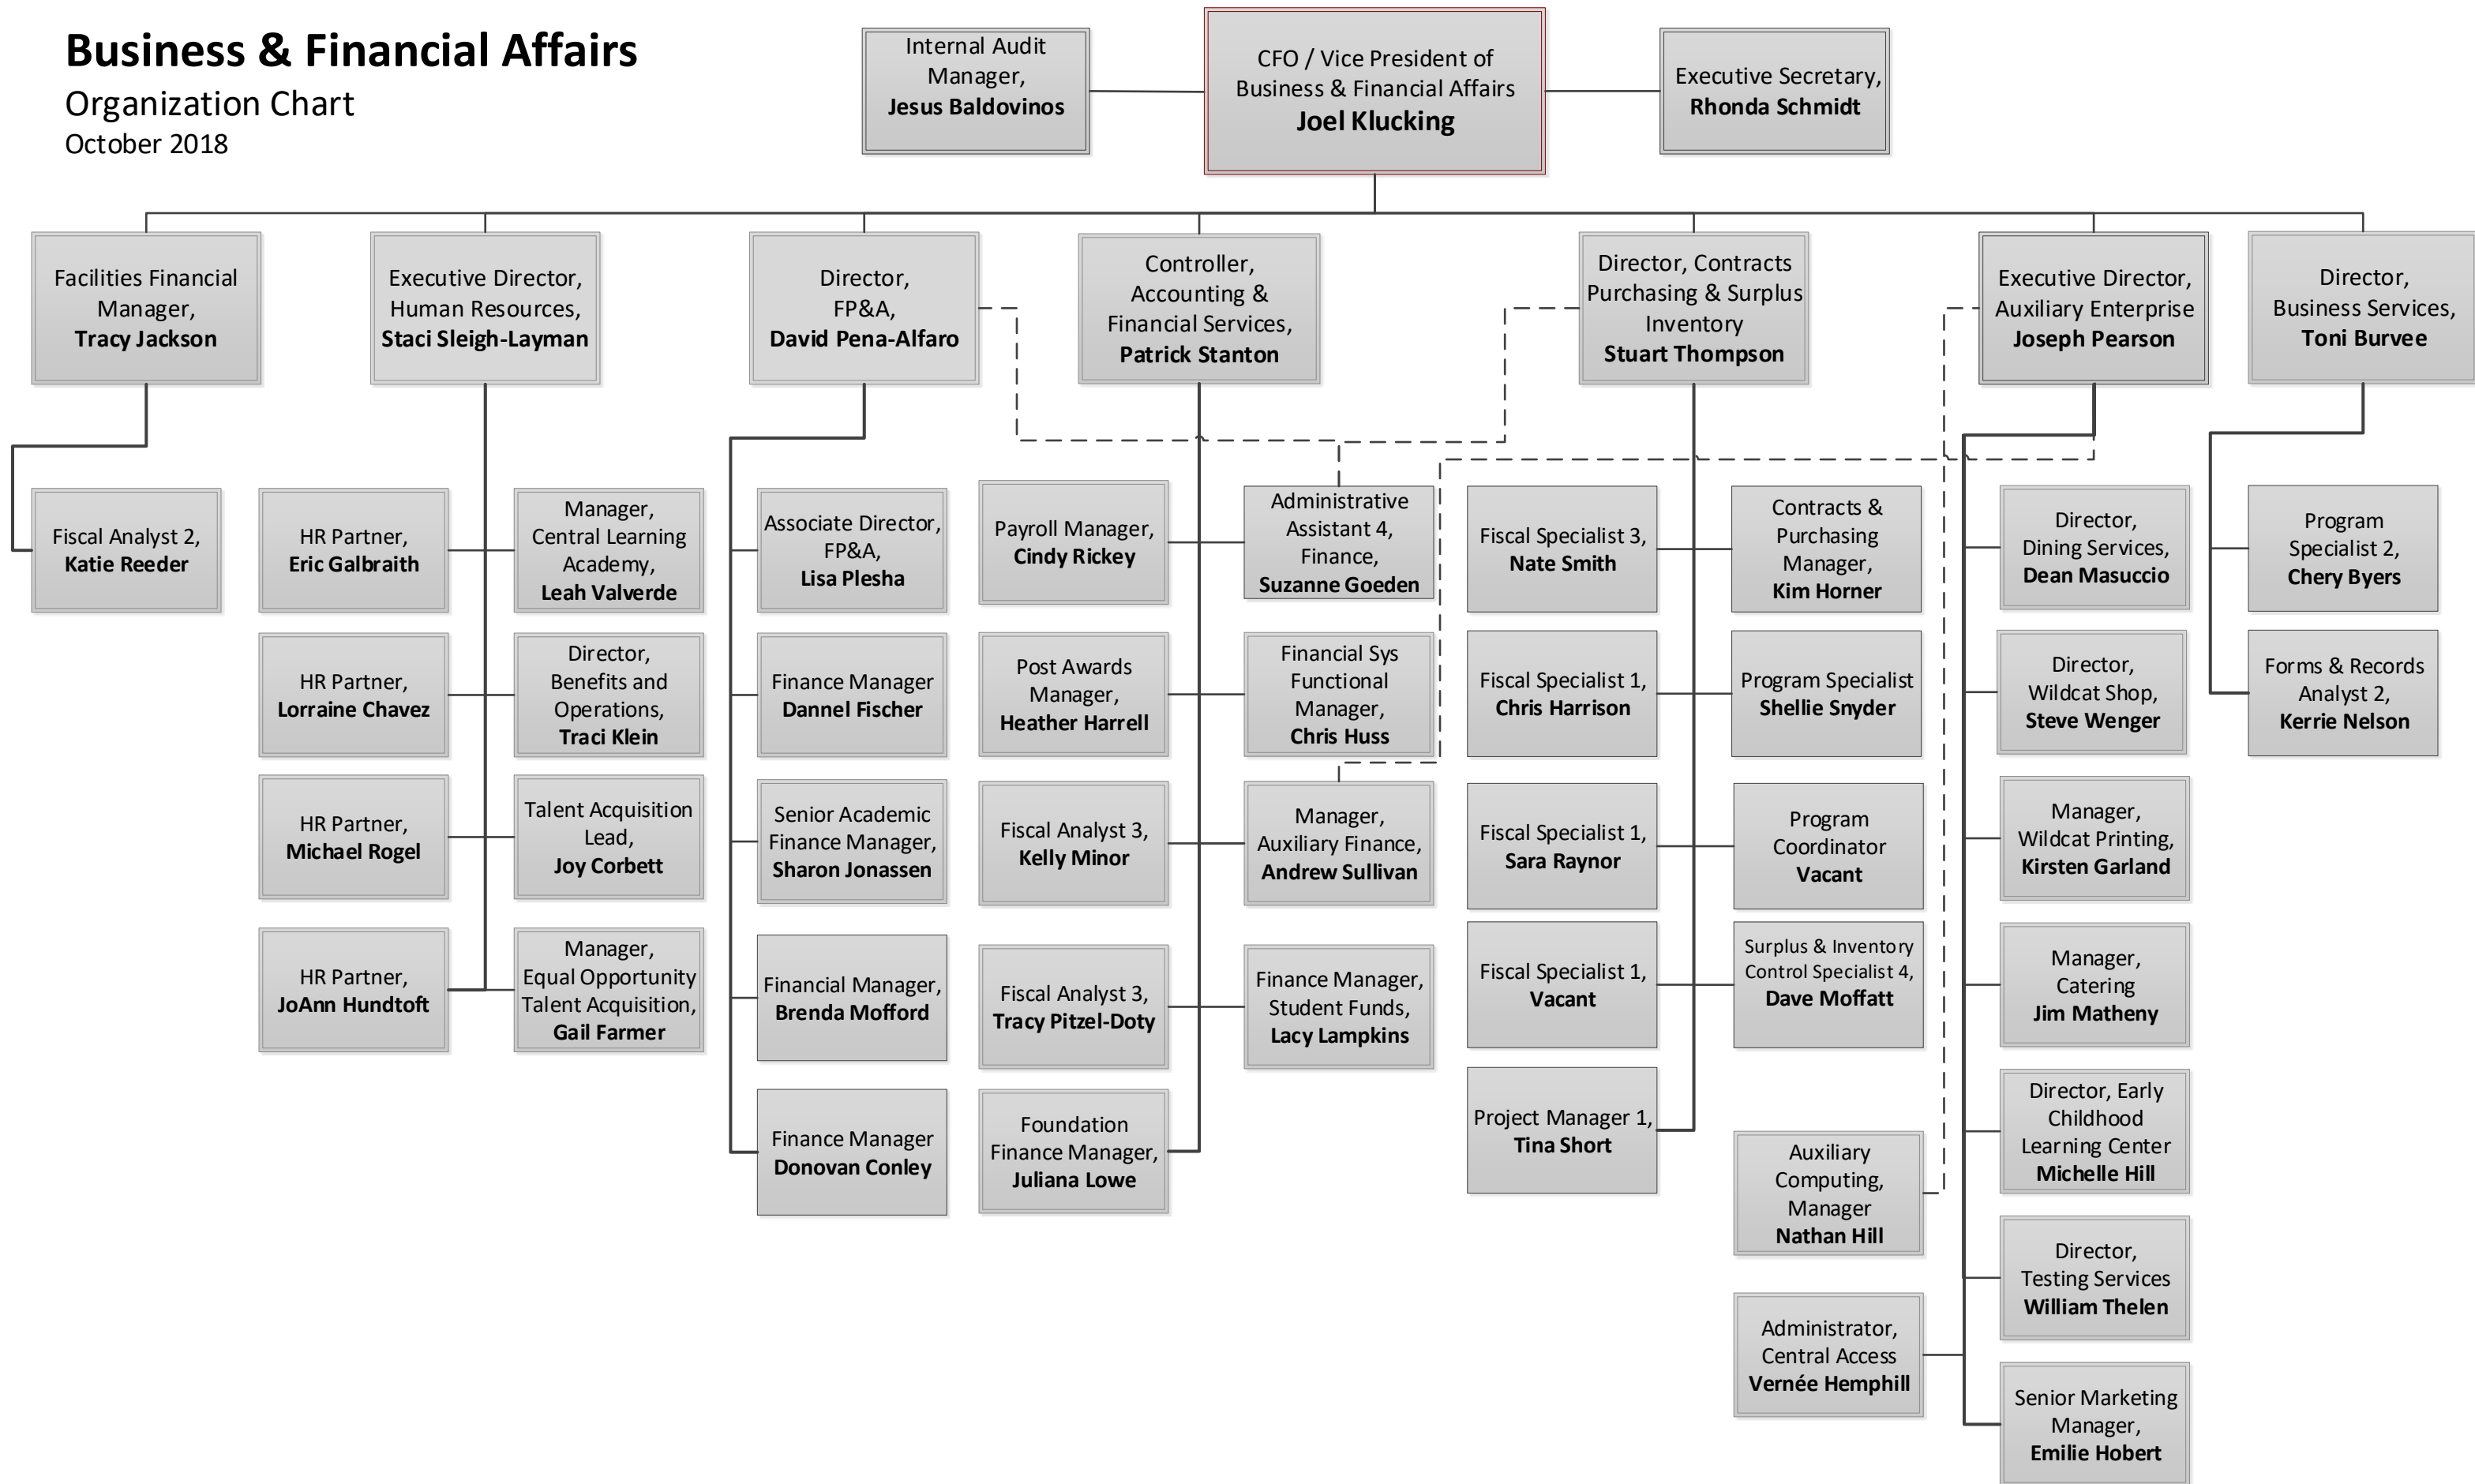 Business & Financial Affairs
Organization Chart
October 2018
Internal Audit
Manager,
Jesus Baldovinos
CFO / Vice President of
Business & Financial Affairs
Joel Klucking
Executive Secretary,
Rhonda Schmidt
Facilities Financial
Manager,
Tracy Jackson
Executive Director,
Human Resources,
Staci Sleigh-Layman
Director,
FP&A,
David Pena-Alfaro
Controller,
Accounting &
Financial Services,
Patrick Stanton
Director, Contracts
Purchasing & Surplus
Inventory
Stuart Thompson
Executive Director,
Auxiliary Enterprise
Joseph Pearson
Director,
Business Services,
Toni Burvee
Fiscal Analyst 2,
Katie Reeder
HR Partner,
Eric Galbraith
Manager,
Central Learning
Academy,
Leah Valverde
HR Partner,
Lorraine Chavez
Director,
Benefits and
Operations,
Traci Klein
HR Partner,
Michael Rogel
Talent Acquisition
Lead,
Joy Corbett
HR Partner,
JoAnn Hundtoft
Manager,
Equal Opportunity
Talent Acquisition,
Gail Farmer
Associate Director,
FP&A,
Lisa Plesha
Finance Manager
Dannel Fischer
Senior Academic
Finance Manager,
Sharon Jonassen
Financial Manager,
Brenda Mofford
Finance Manager
Donovan Conley
Payroll Manager,
Cindy Rickey
Administrative
Assistant 4,
Finance,
Suzanne Goeden
Post Awards
Manager,
Heather Harrell
Financial Sys
Functional
Manager,
Chris Huss
Fiscal Analyst 3,
Kelly Minor
Manager,
Auxiliary Finance,
Andrew Sullivan
Fiscal Analyst 3,
Tracy Pitzel-Doty
Finance Manager,
Student Funds,
Lacy Lampkins
Foundation
Finance Manager,
Juliana Lowe
Fiscal Specialist 3,
Nate Smith
Contracts &
Purchasing
Manager,
Kim Horner
Fiscal Specialist 1,
Chris Harrison
Program Specialist
Shellie Snyder
Fiscal Specialist 1,
Sara Raynor
Program
Coordinator
Vacant
Fiscal Specialist 1,
Vacant
Surplus & Inventory
Control Specialist 4,
Dave Moffatt
Project Manager 1,
Tina Short
Auxiliary
Computing,
Manager
Nathan Hill
Administrator,
Central Access
Vernée Hemphill
Director,
Dining Services,
Dean Masuccio
Director,
Wildcat Shop,
Steve Wenger
Manager,
Wildcat Printing,
Kirsten Garland
Manager,
Catering
Jim Matheny
Director, Early
Childhood
Learning Center
Michelle Hill
Director,
Testing Services
William Thelen
Senior Marketing
Manager,
Emilie Hobert
Program
Specialist 2,
Chery Byers
Forms & Records
Analyst 2,
Kerrie Nelson